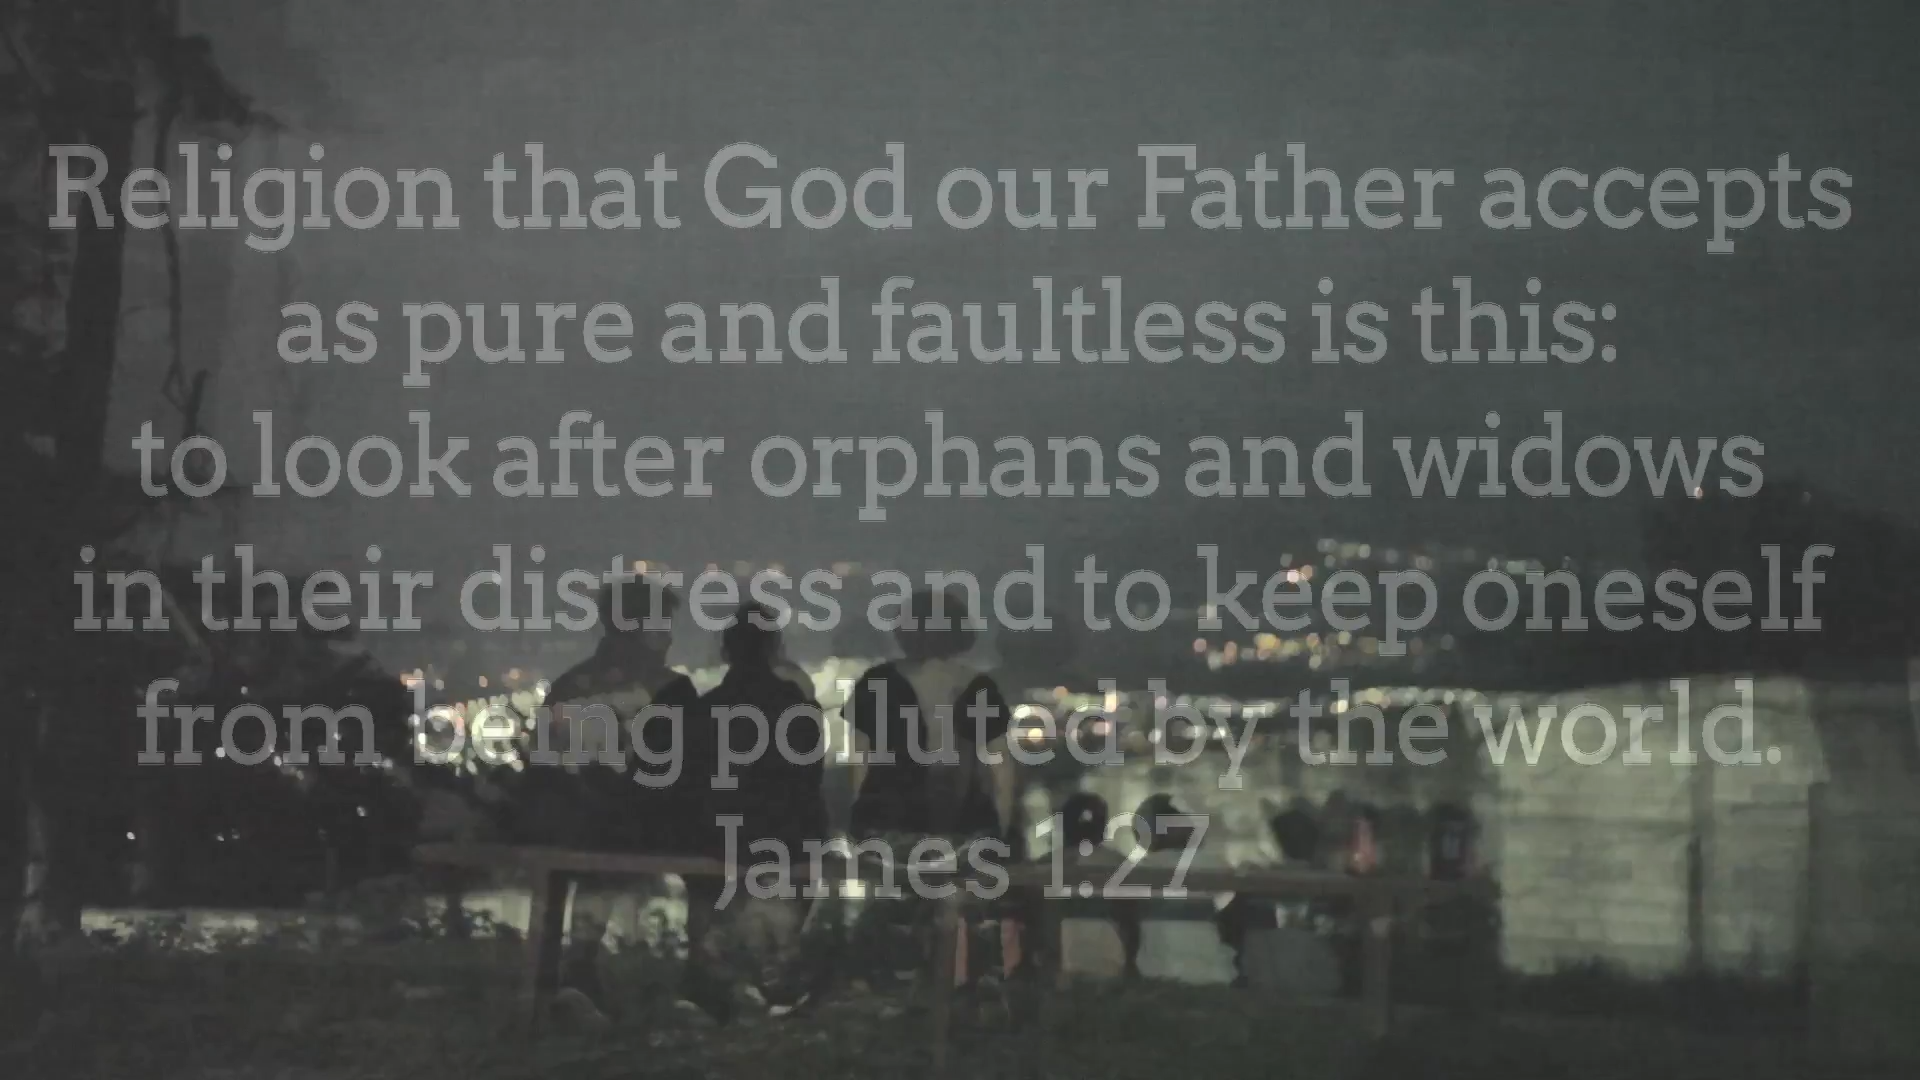 Religion that God our Father accepts
as pure and faultless is this:
to look after orphans and widows
in their distress and to keep oneself
from being polluted by the world.
James 1:27